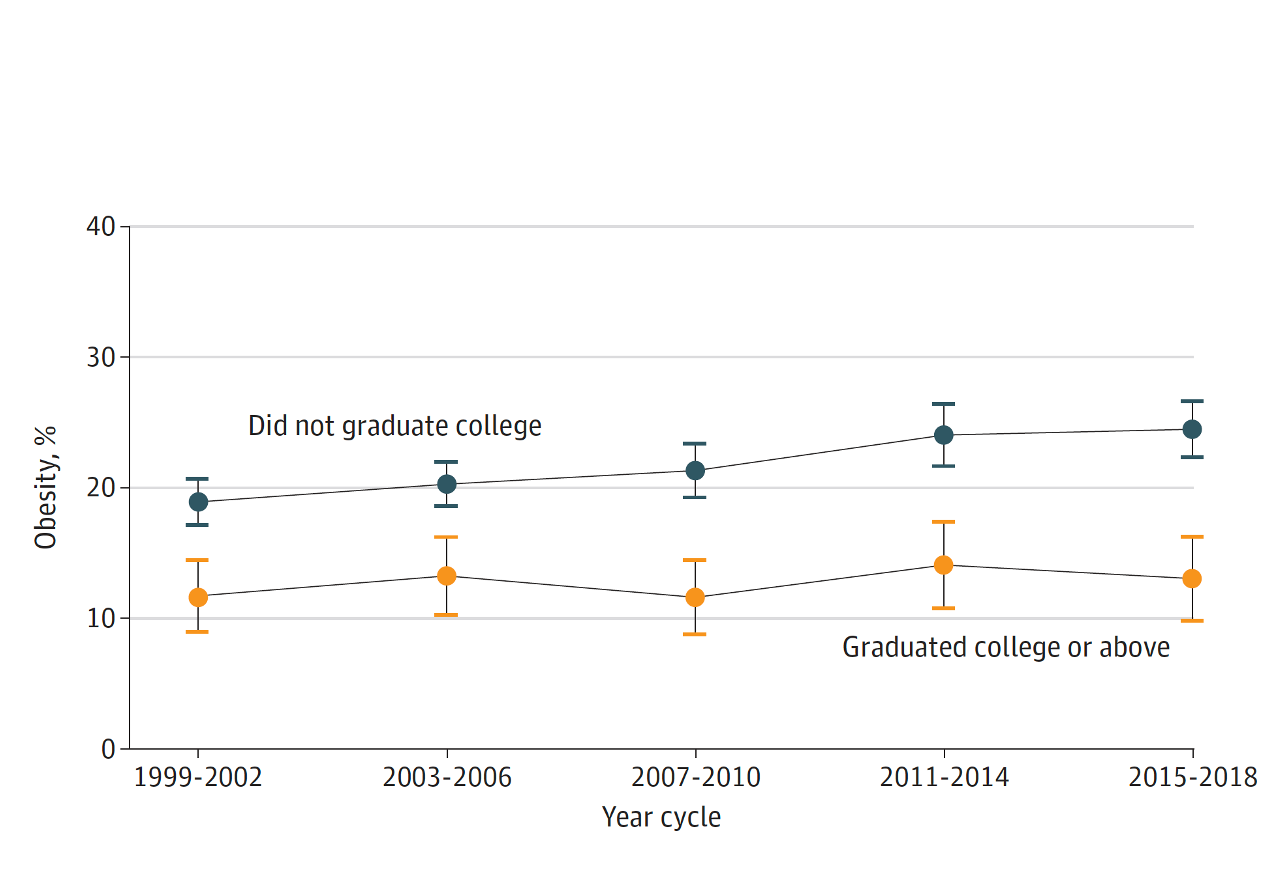 40
30
20
10
0
Obesity, %
Did not graduate college
Graduated college or above
1999-2002 2003-2006 2007-2010 2011-2014 2015-2018
Year cycle